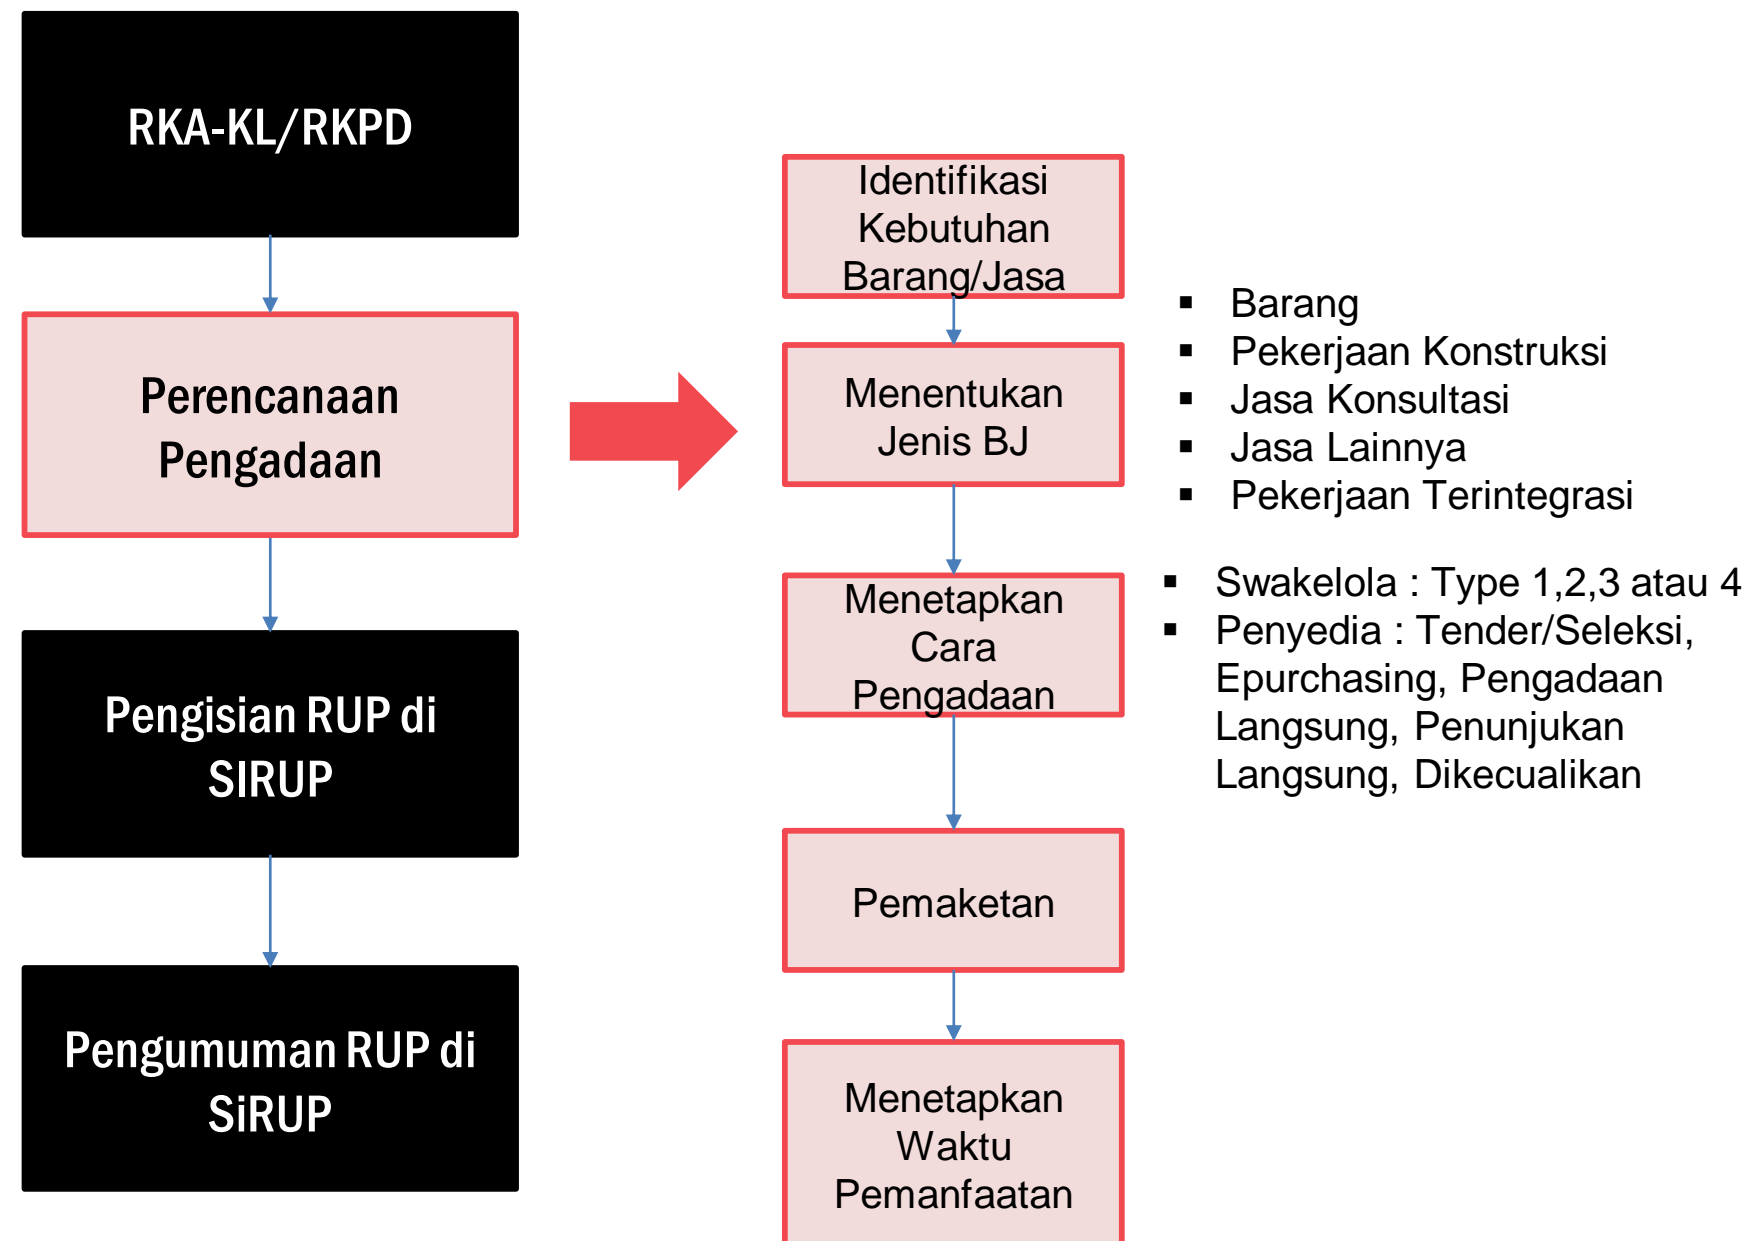 RKA-KL/RKPD
Perencanaan
Pengadaan
Pengisian RUP di
SIRUP
Pengumuman RUP di
SiRUP
Identifikasi
Kebutuhan
Barang/Jasa
Menentukan
Jenis BJ
Menetapkan
Cara
Pengadaan
Pemaketan
Menetapkan
Waktu
Pemanfaatan
▪ Barang
▪ Pekerjaan Konstruksi
▪ Jasa Konsultasi
▪ Jasa Lainnya
▪ Pekerjaan Terintegrasi
▪ Swakelola : Type 1,2,3 atau 4
▪ Penyedia : Tender/Seleksi,
Epurchasing, Pengadaan
Langsung, Penunjukan
Langsung, Dikecualikan